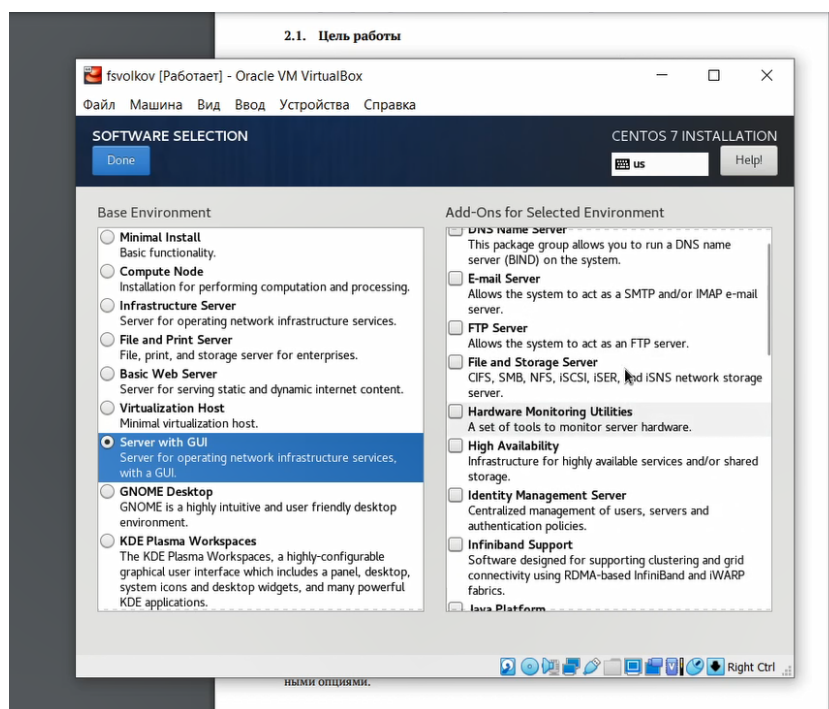 2.1. Цель работы
fsvolkov [Работает] - Oracle VM VirtualBox
Файл Машина Вид Ввод Устройства Справка
SOFTWARE SELECTION
CENTOS 7 INSTALLATION
Done
us
Help!
Base Environment
Minimal Install
Basic functionality.
Compute Node
Installation for performing computation and processing.
Infrastructure Server
Server for operating network infrastructure services.
File and Print Server
File, print, and storage server for enterprises.
Basic Web Server
Server for serving static and dynamic internet content.
Virtualization Host
Minimal virtualization host.
Server with GUI
Server for operating network infrastructure services,
with a GUI.
GNOME Desktop
GNOME is a highly intuitive and user friendly desktop
environment.
KDE Plasma Workspaces
The KDE Plasma Workspaces, a highly-configurable
graphical user interface which includes a panel, desktop,
system icons and desktop widgets, and many powerful
KDE applications.
Add-Ons for Selected Environment
DNS Name Server
This package group allows you to run a DNS name
server (BIND) on the system.
E-mail Server
Allows the system to act as a SMTP and/or IMAP e-mail
server.
FTP Server
Allows the system to act as an FTP server.
File and Storage Server
CIFS, SMB, NFS, iSCSI, iSER, and iSNS network storage
server.
Hardware Monitoring Utilities
A set of tools to monitor server hardware.
High Availability
Infrastructure for highly available services and/or shared
storage.
Identity Management Server
Centralized management of users, servers and
authentication policies.
Infiniband Support
Software designed for supporting clustering and grid
connectivity using RDMA-based InfiniBand and iWARP
fabrics.
Java Platform
Right Ctrl
ными опциями.